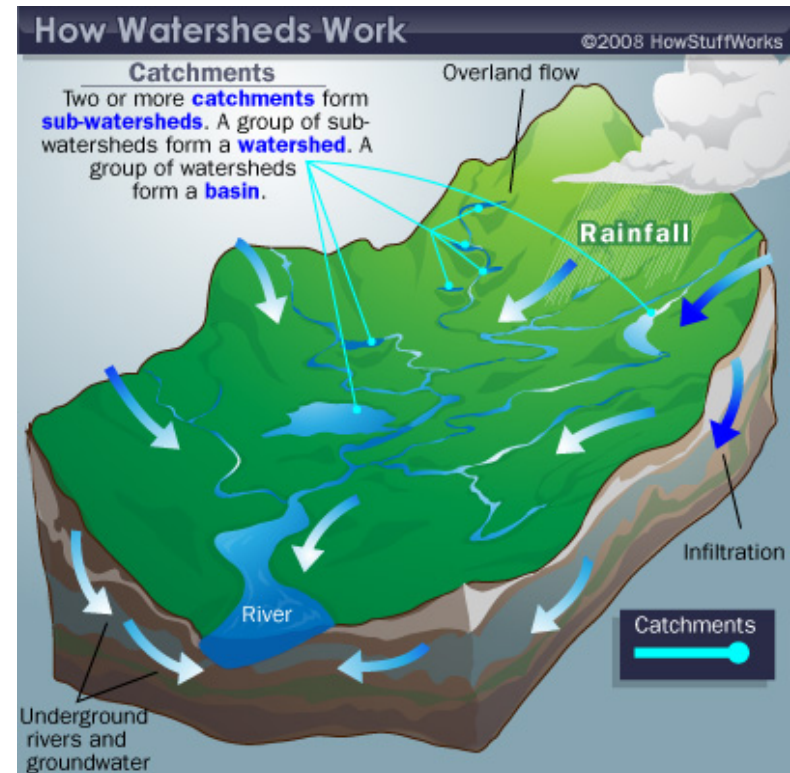 How Watersheds Work
©2008 HowStuffWorks
Catchments
Two or more catchments form
sub-watersheds. A group of sub-
watersheds form a watershed. A
group of watersheds
form a basin.
Overland flow
Rainfall
Infiltration
River
Catchments
Underground
rivers and
groundwater